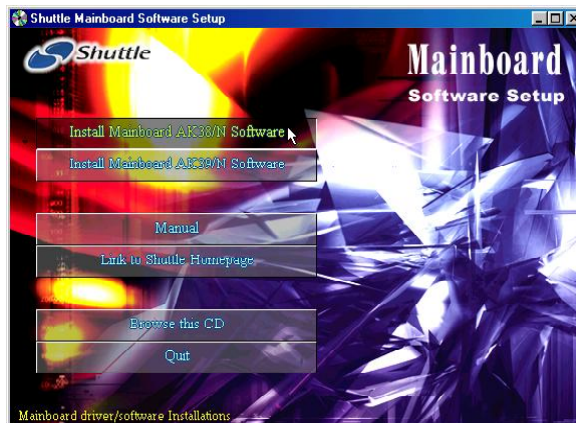 Shuttle Mainboard Software Setup
Shuttle
Mainboard
Software Setup
Install Mainboard AK38/N Software
Install Mainboard AK39/N Software
Manual
Link to Shuttle Homepage
Browse this CD
Quit
Mainboard driver/software Installations